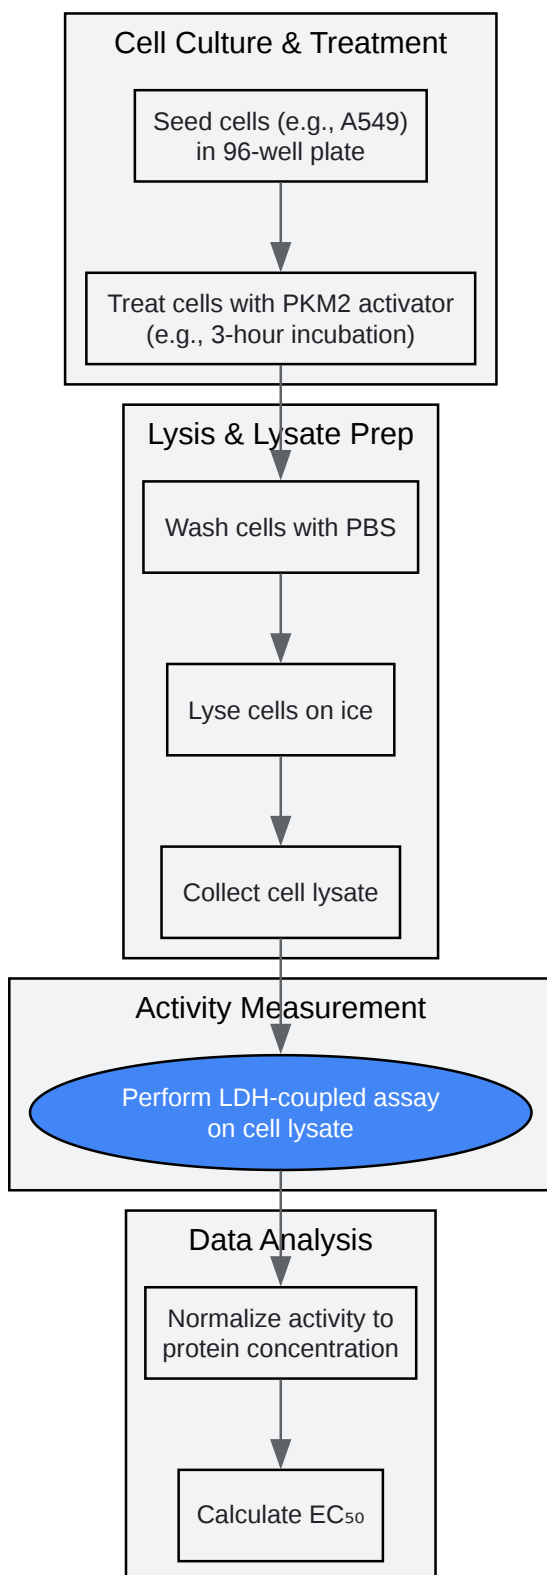 Cell Culture & Treatment
Seed cells (e.g., A549)
in 96-well plate
Treat cells with PKM2 activator
(e.g., 3-hour incubation)
Lysis & Lysate Prep
Wash cells with PBS
Lyse cells on ice
Collect cell lysate
Activity Measurement
Perform LDH-coupled assay
on cell lysate
Data Analysis
Normalize activity to
protein concentration
Calculate EC₅₀